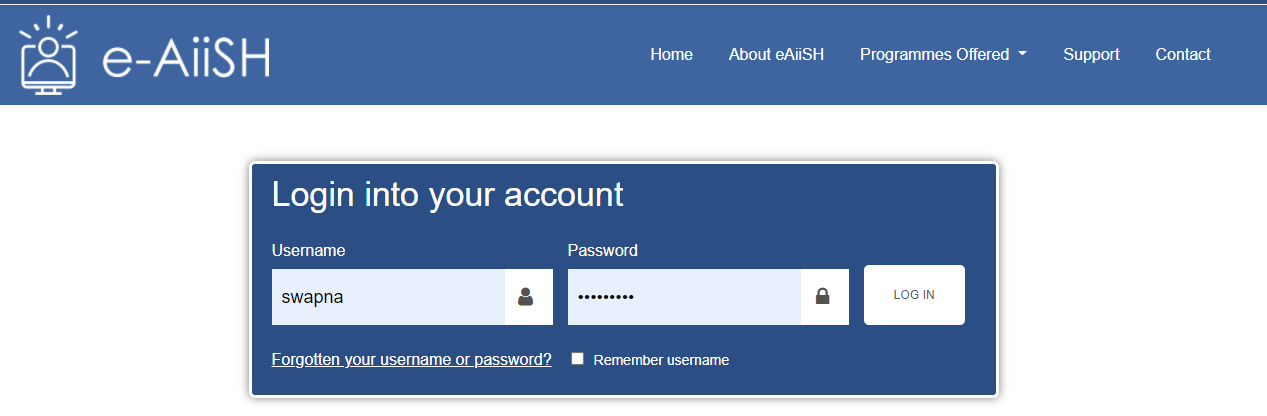 e-AiiSH
Home About eAiiSH Programmes Offered Support Contact
Login into your account
Username Password
swapna ••••••••• LOG IN
Forgotten your username or password? Remember username